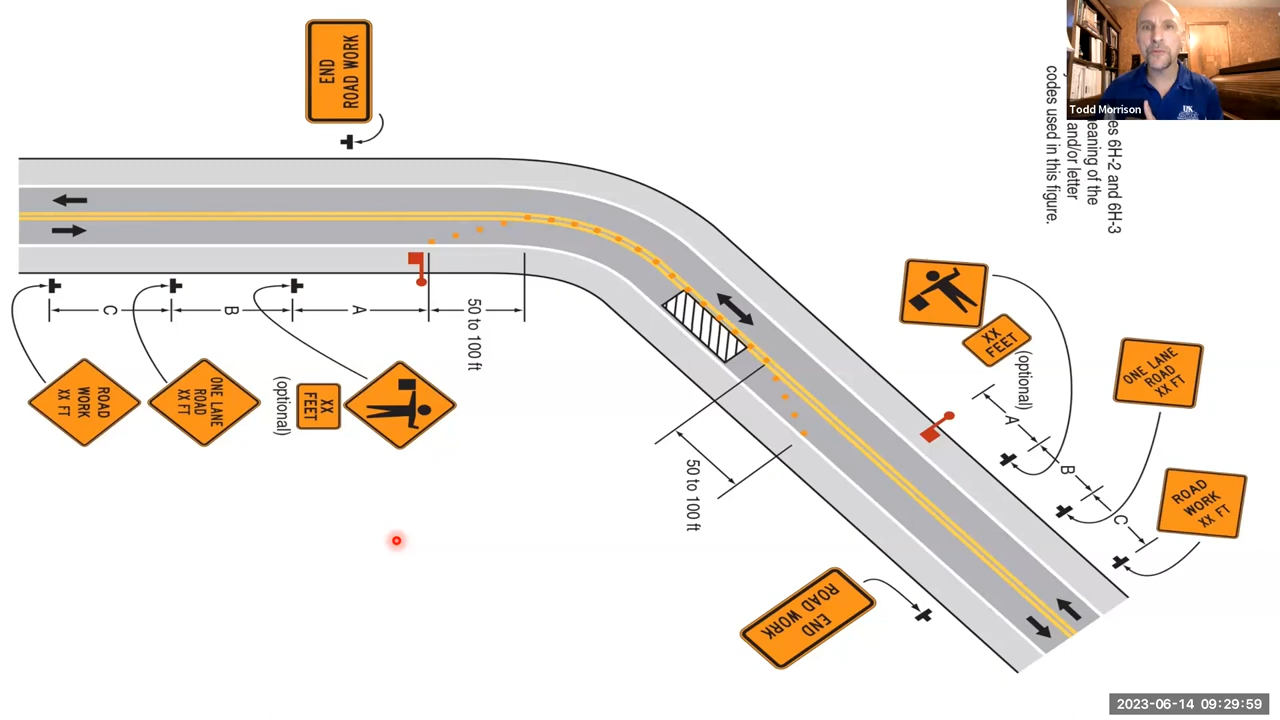 END
ROAD WORK
Todd Morrison
UK
es 6H-2 and 6H-3
eaning of the
and/or letter
codes used in this figure.
XX
FEET
(optional)
ONE LANE
ROAD
XX FT
ROAD
WORK
XX FT
A
B
C
C
B
A
50 to 100 ft
ROAD
WORK
XX FT
ONE LANE
ROAD
XX FT
XX
FEET
(optional)
50 to 100 ft
END
ROAD WORK
2023-06-14 09:29:59